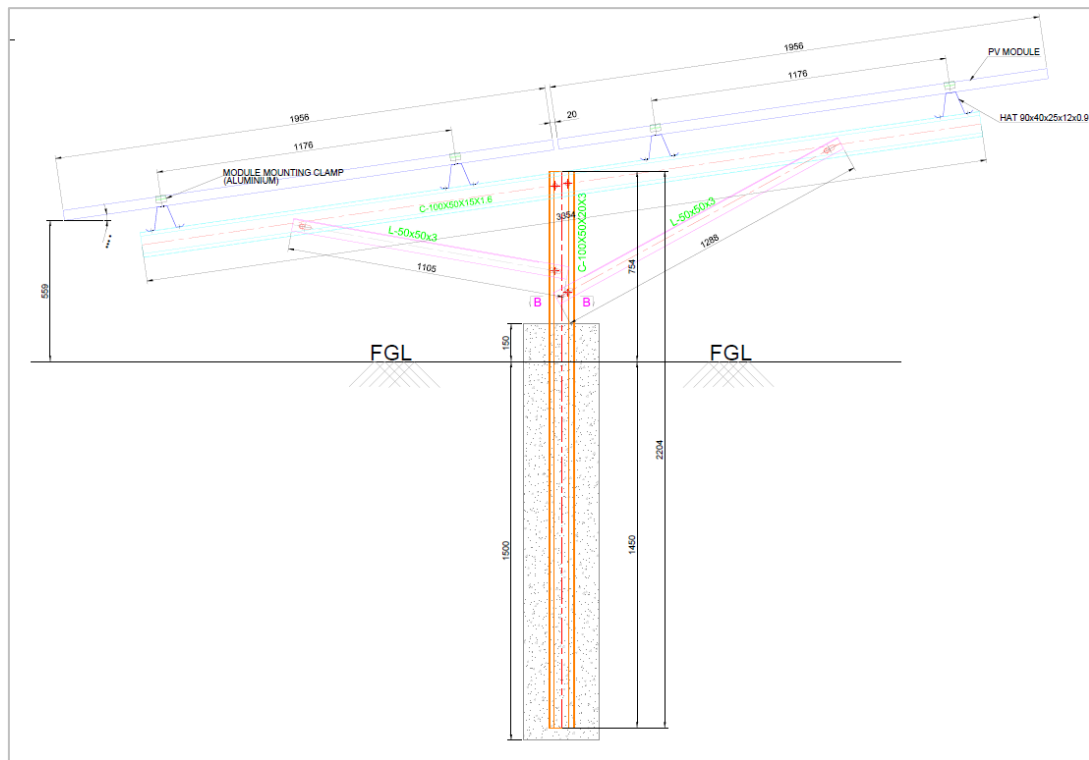 1956
PV MODULE
1176
1956
20
HAT 90x40x25x12x0.9
1176
MODULE MOUNTING CLAMP
(ALUMINIUM)
C-100X50X15X1.6
3354
L-50x50x3
L-50x50x3
C-100X50X20X3
1105
1288
754
559
B
B
150
FGL
FGL
2204
1500
1450